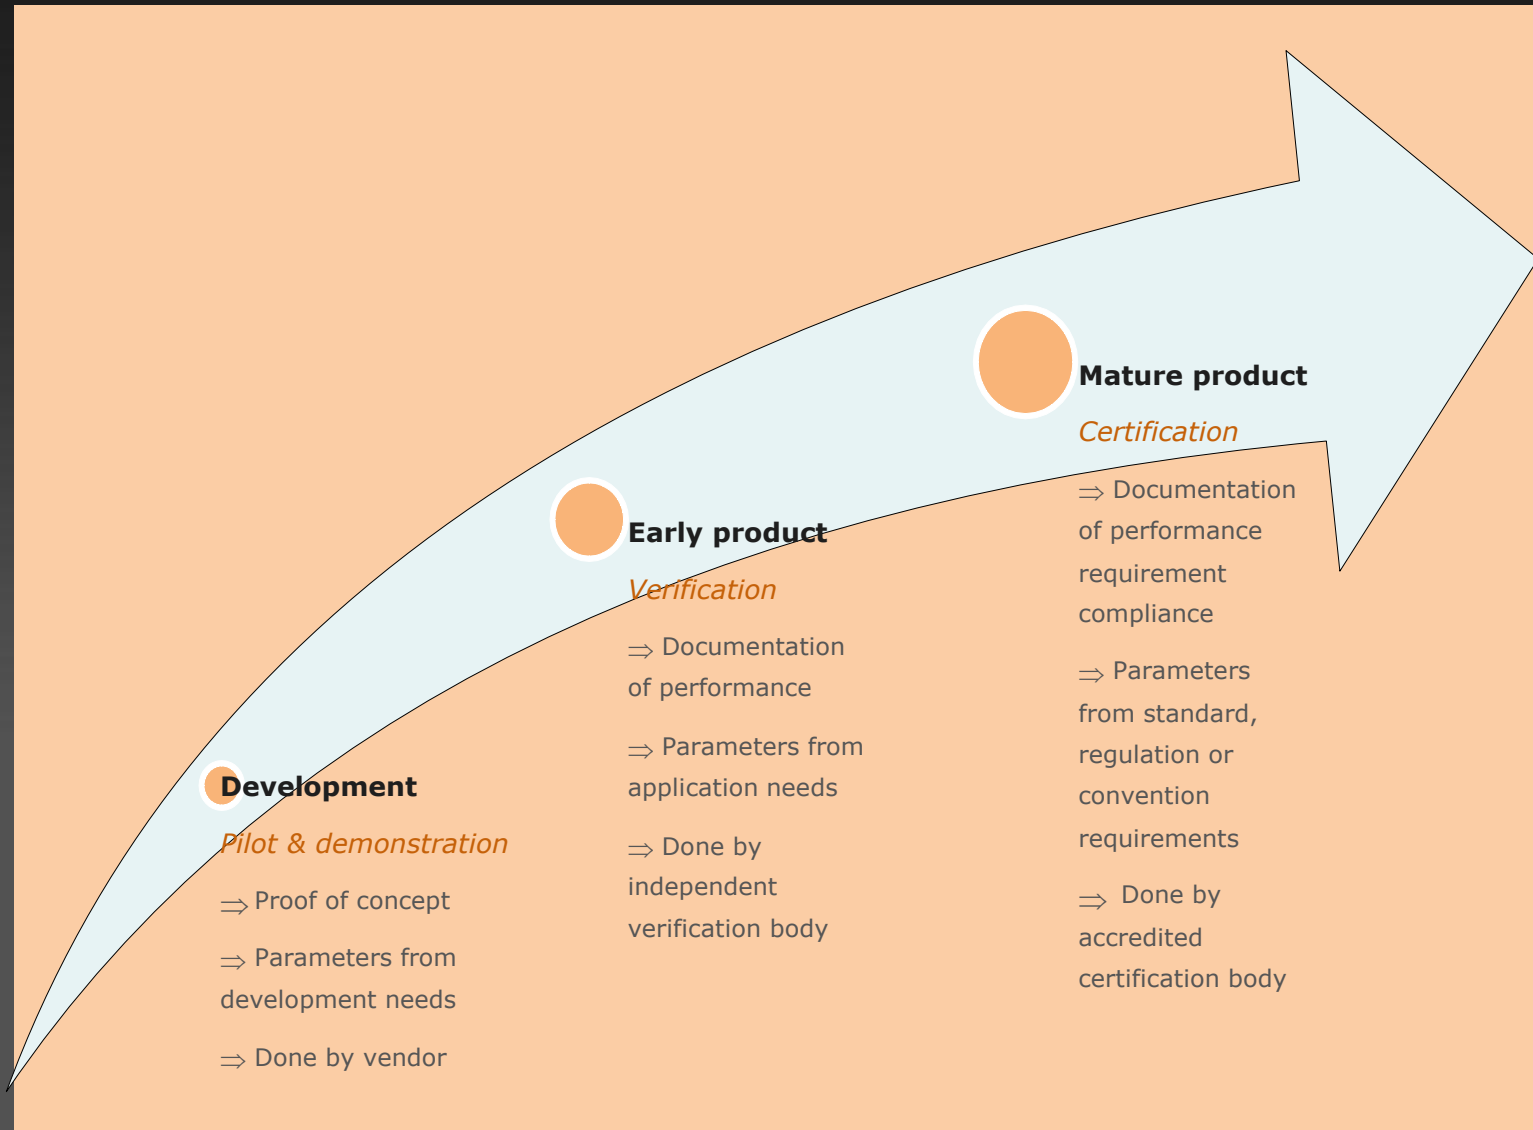 Development
Pilot & demonstration
⇒ Proof of concept
⇒ Parameters from
development needs
⇒ Done by vendor
Early product
Verification
⇒ Documentation
of performance
⇒ Parameters from
application needs
⇒ Done by
independent
verification body
Mature product
Certification
⇒ Documentation
of performance
requirement
compliance
⇒ Parameters
from standard,
regulation or
convention
requirements
⇒ Done by
accredited
certification body